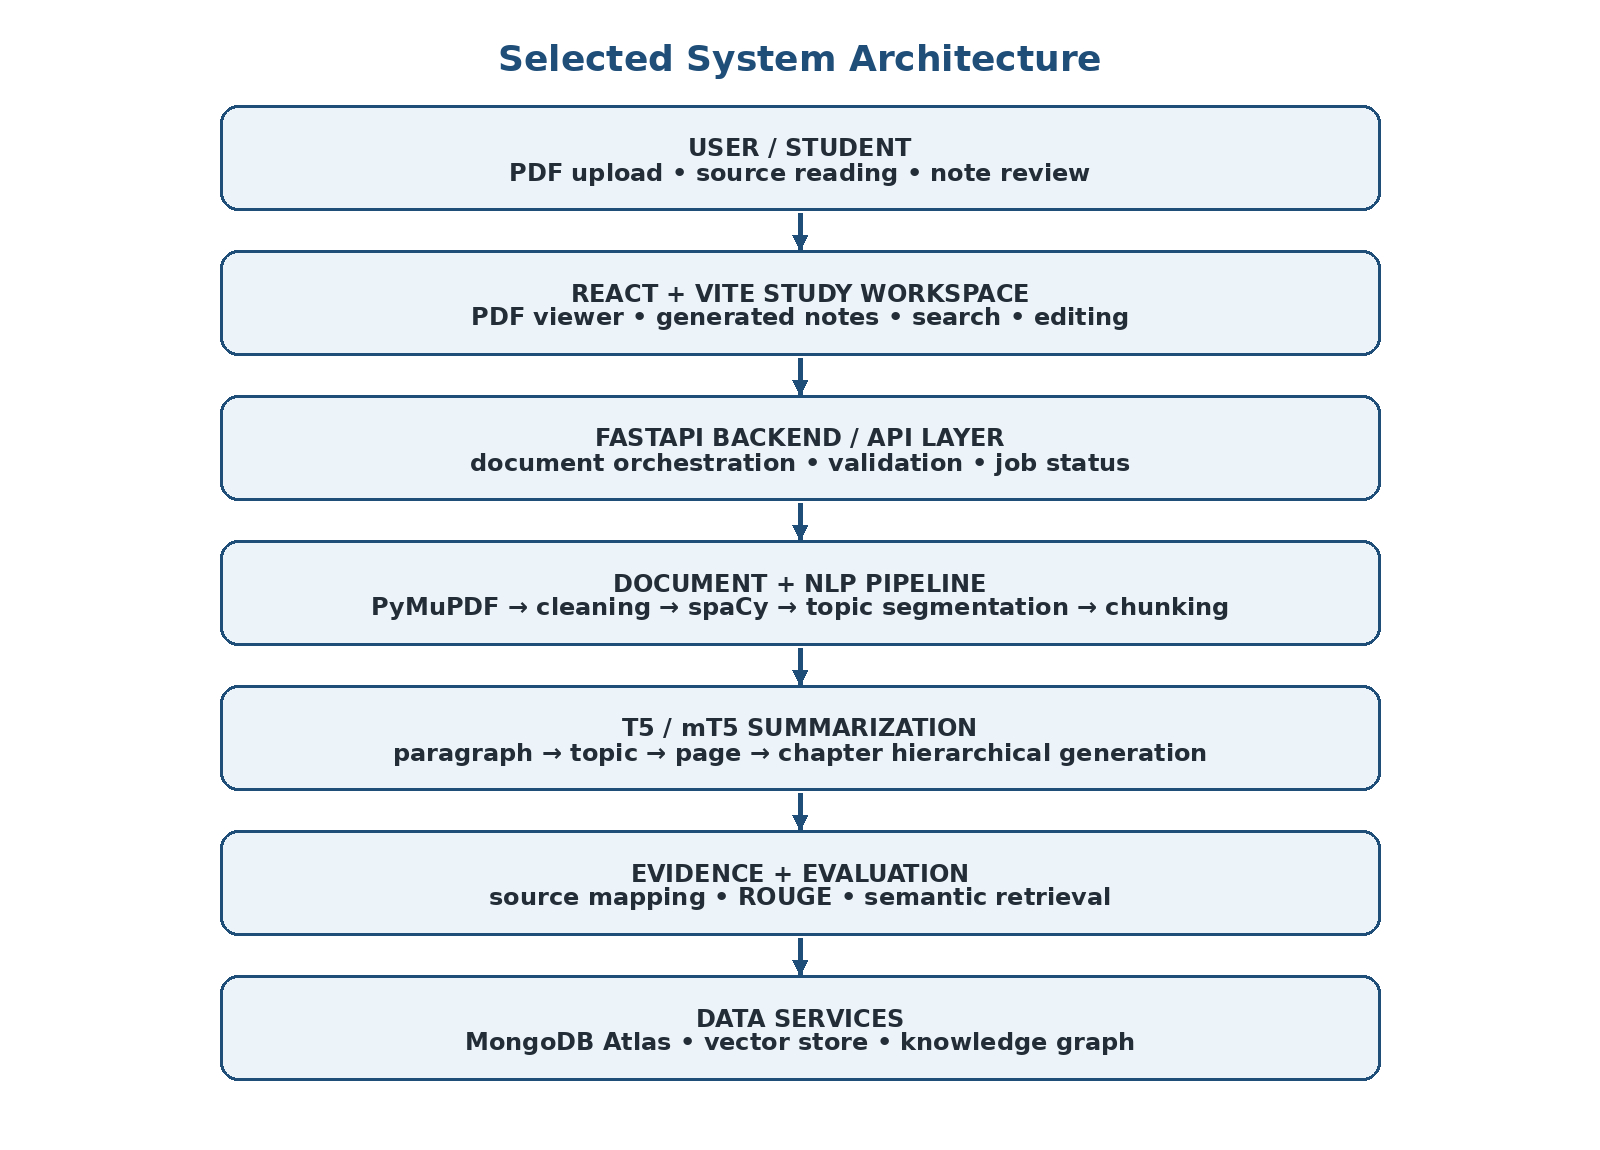 Selected System Architecture
USER / STUDENT
PDF upload • source reading • note review
REACT + VITE STUDY WORKSPACE
PDF viewer • generated notes • search • editing
FASTAPI BACKEND / API LAYER
document orchestration • validation • job status
DOCUMENT + NLP PIPELINE
PyMuPDF → cleaning → spaCy → topic segmentation → chunking
T5 / mT5 SUMMARIZATION
paragraph → topic → page → chapter hierarchical generation
EVIDENCE + EVALUATION
source mapping • ROUGE • semantic retrieval
DATA SERVICES
MongoDB Atlas • vector store • knowledge graph